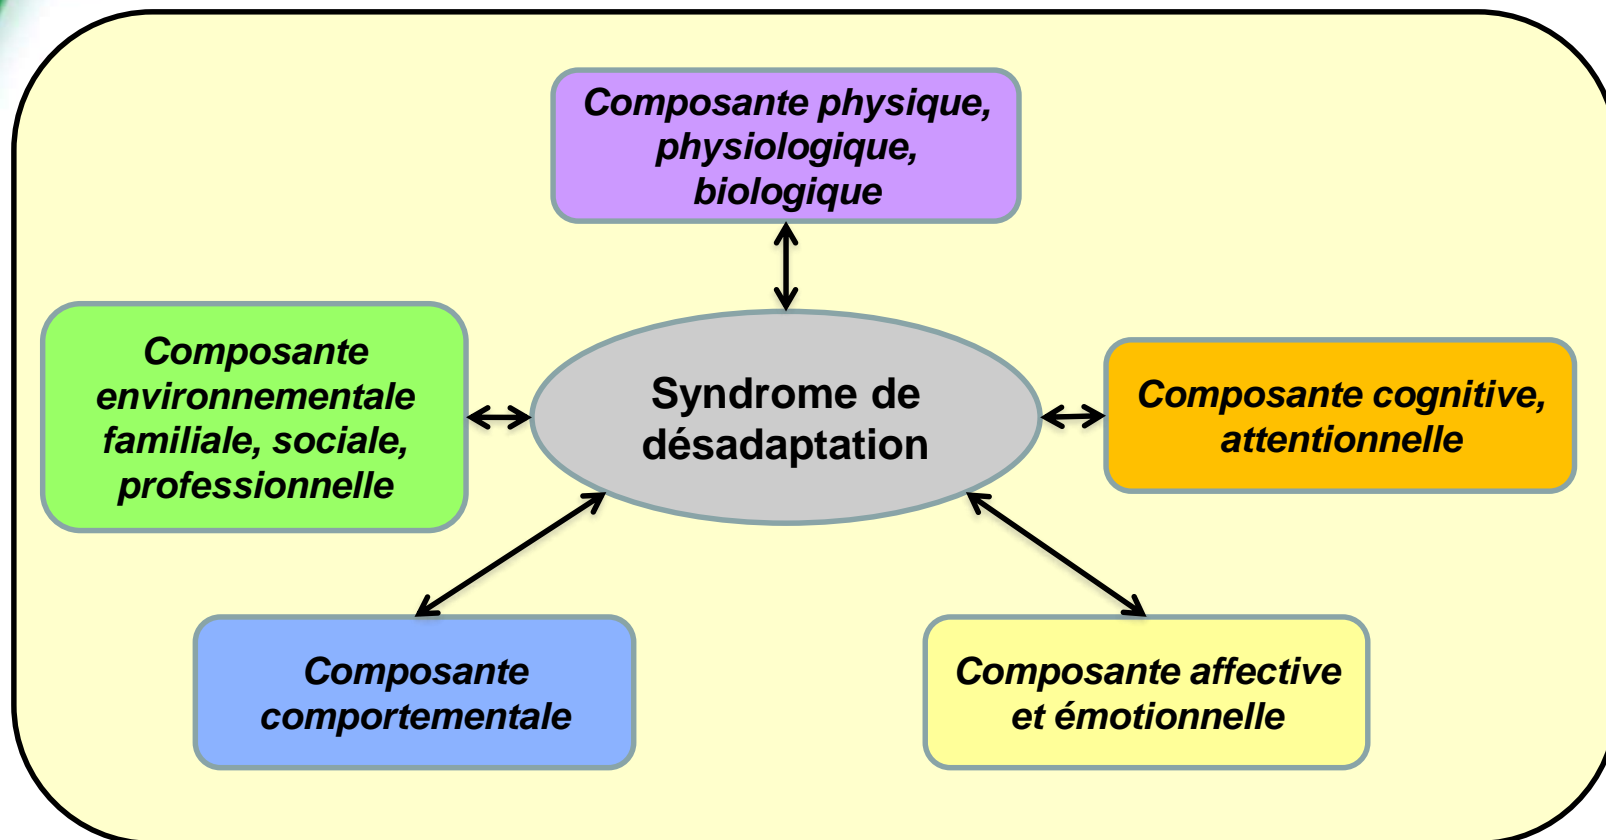 Composante physique,
physiologique,
biologique
Composante
environnementale
familiale, sociale,
professionnelle
Syndrome de
désadaptation
Composante cognitive,
attentionnelle
Composante
comportementale
Composante affective
et émotionnelle